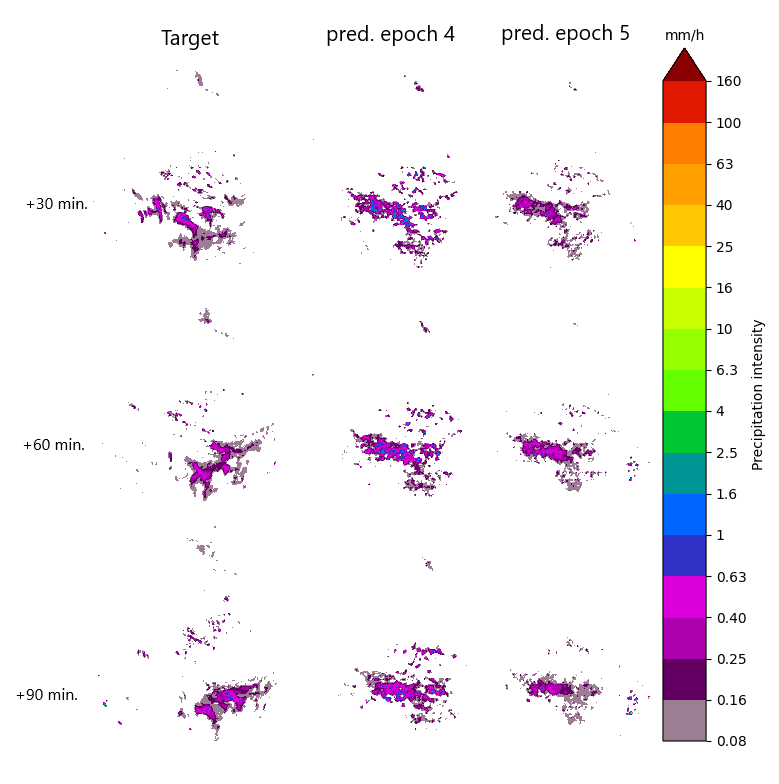 Target
pred. epoch 4
pred. epoch 5
mm/h
160
100
63
40
25
16
10
6.3
4
2.5
1.6
1
0.63
0.40
0.25
0.16
0.08
Precipitation intensity
+30 min.
+60 min.
+90 min.